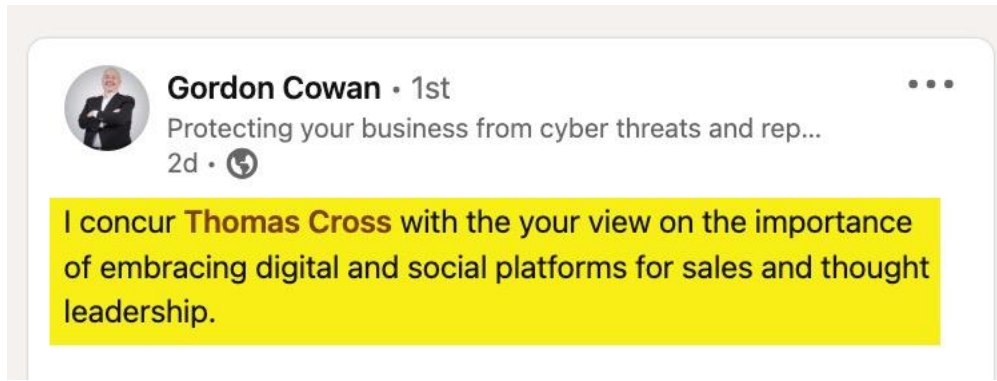 Gordon Cowan • 1st
Protecting your business from cyber threats and rep...
2d •
I concur Thomas Cross with the your view on the importance
of embracing digital and social platforms for sales and thought
leadership.